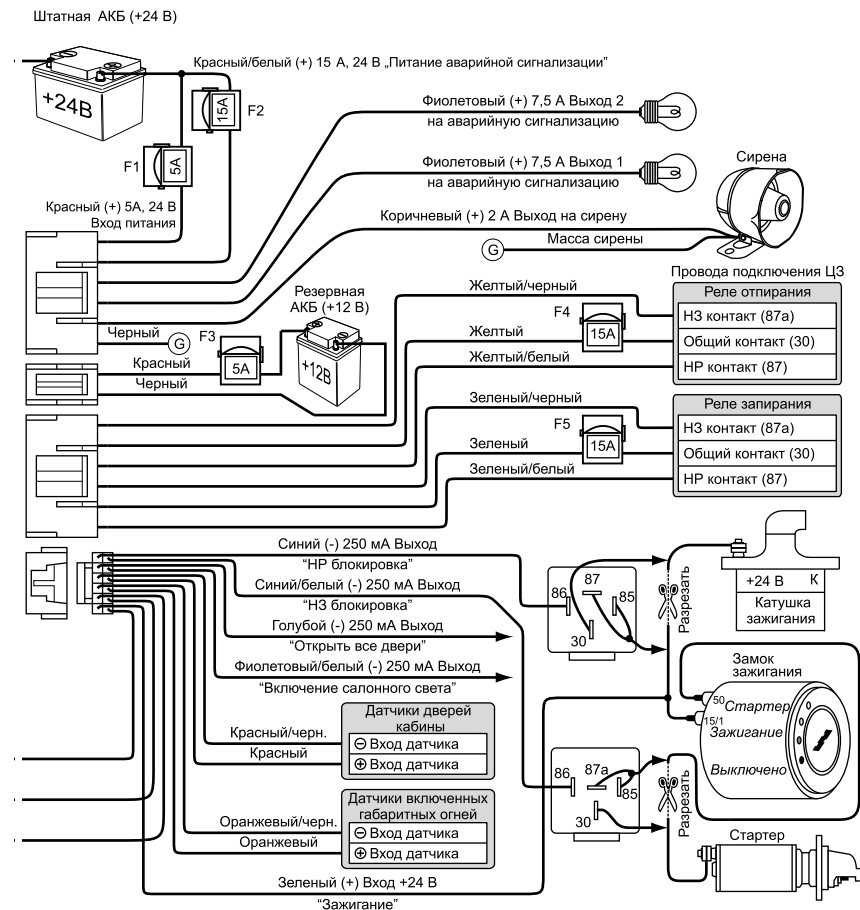 Штатная АКБ (+24 В)
+24В
Красный/белый (+) 15 А, 24 В „Питание аварийной сигнализации”
15А
F2
F1
5А
Фиолетовый (+) 7,5 А Выход 2
на аварийную сигнализацию
Фиолетовый (+) 7,5 А Выход 1
на аварийную сигнализацию
Сирена
Красный (+) 5А, 24 В
Вход питания
Коричневый (+) 2 А Выход на сирену
Масса сирены
G
Провода подключения ЦЗ
Реле отпирания
НЗ контакт (87а)
Общий контакт (30)
НР контакт (87)
Желтый/черный
F4
15А
Желтый
Желтый/белый
Резервная
АКБ (+12 В)
+12В
Черный
G
F3
5А
Красный
Черный
Зеленый/черный
F5
15А
Зеленый
Зеленый/белый
Реле запирания
НЗ контакт (87а)
Общий контакт (30)
НР контакт (87)
Синий (-) 250 мА Выход
“НР блокировка”
Синий/белый (-) 250 мА Выход
“НЗ блокировка”
Голубой (-) 250 мА Выход
“Открыть все двери”
Фиолетовый/белый (-) 250 мА Выход
“Включение салонного света”
86
87
85
30
Разрезать
+24 В К
Катушка
зажигания
Замок
зажигания
50
Стартер
15/1
Зажигание
Выключено
Красный/черн.
Красный
Датчики дверей
кабины
⊖ Вход датчика
⊕ Вход датчика
86
87а
85
30
Разрезать
Оранжевый/черн.
Оранжевый
Датчики включенных
габаритных огней
⊖ Вход датчика
⊕ Вход датчика
Стартер
Зеленый (+) Вход +24 В
“Зажигание”